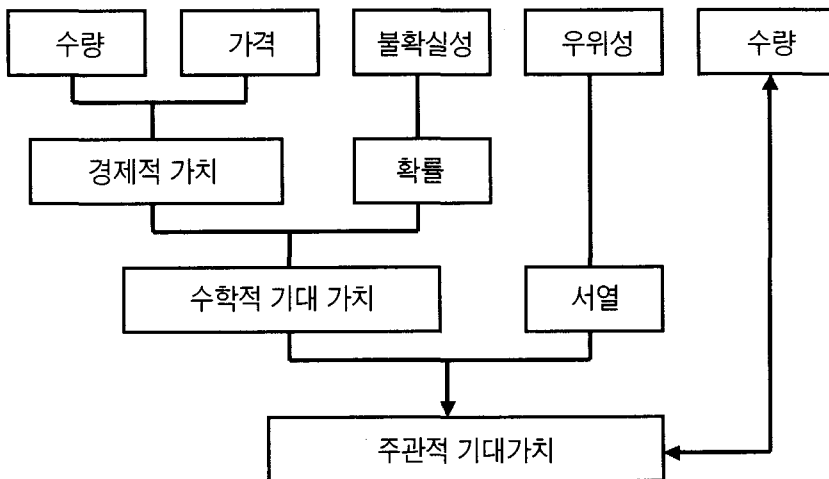 수량
가격
불확실성
우위성
수량
경제적 가치
확률
수학적 기대 가치
서열
주관적 기대가치